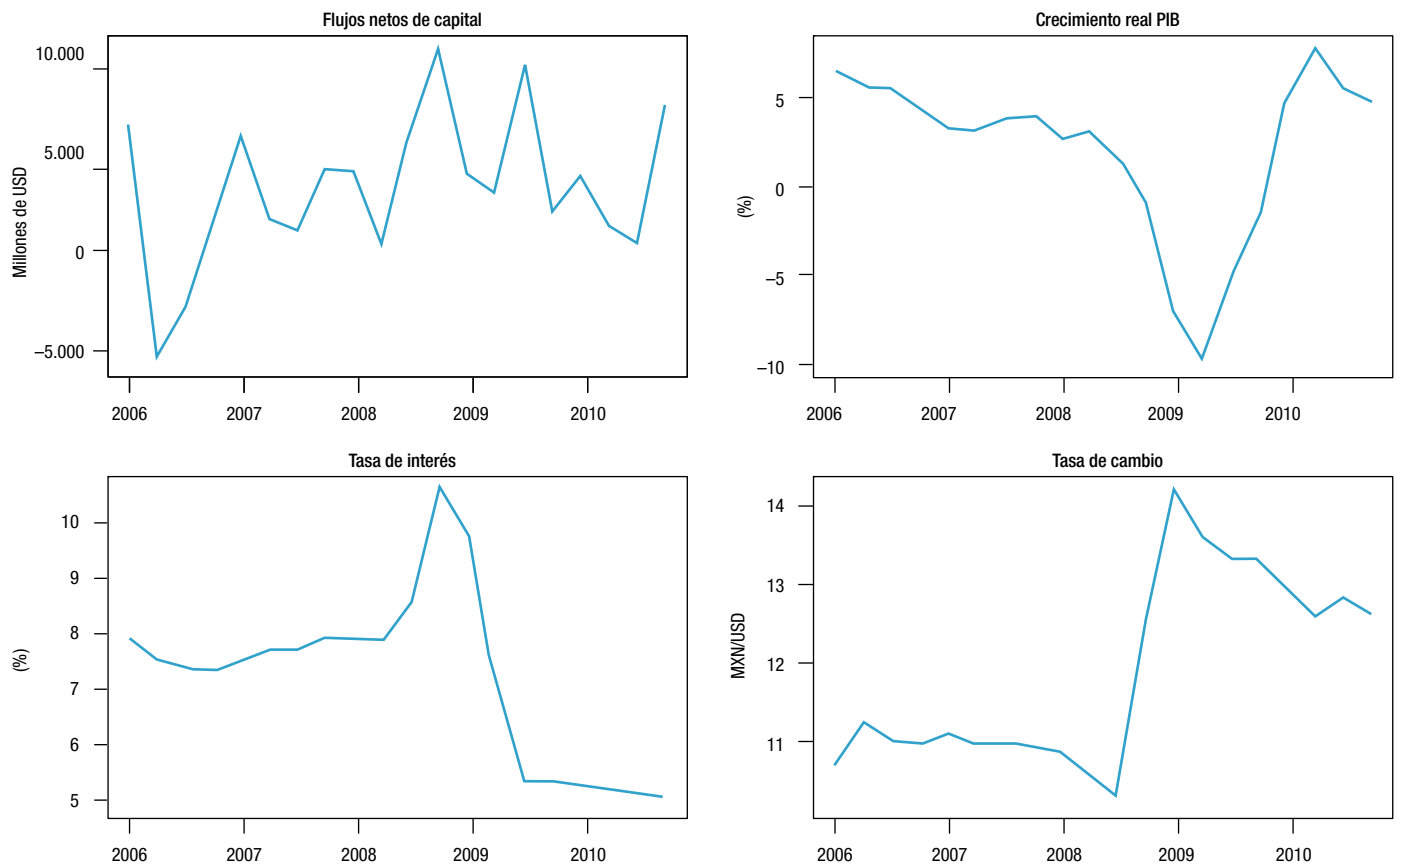 Flujos netos de capital
10.000
5.000
0
–5.000
Millones de USD
2006 2007 2008 2009 2010
Crecimiento real PIB
5
0
–5
–10
(%)
2006 2007 2008 2009 2010
Tasa de interés
10
9
8
7
6
5
(%)
2006 2007 2008 2009 2010
Tasa de cambio
14
13
12
11
MXN/USD
2006 2007 2008 2009 2010